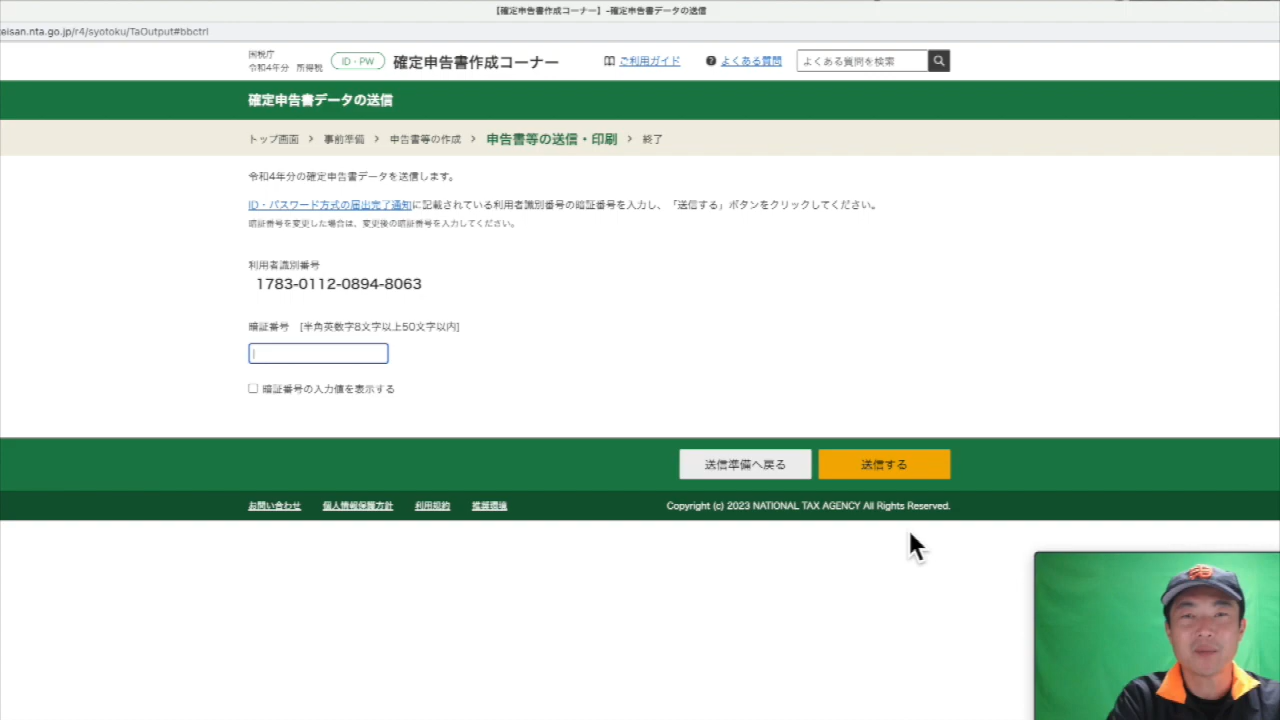 【確定申告書作成コーナー】-確定申告書データの送信
eisan.nta.go.jp/r4/syotoku/TaOutput#bbctrl
国税庁
令和4年分 所得税
ID・PW
確定申告書作成コーナー
ご利用ガイド
よくある質問
よくある質問を検索
確定申告書データの送信
トップ画面 > 事前準備 > 申告書等の作成 > 申告書等の送信・印刷 > 終了
令和4年分の確定申告書データを送信します。
ID・パスワード方式の届出完了通知に記載されている利用者識別番号の暗証番号を入力し、「送信する」ボタンをクリックしてください。
暗証番号を変更した場合は、変更後の暗証番号を入力してください。
利用者識別番号
1783-0112-0894-8063
暗証番号 [半角英数字8文字以上50文字以内]
暗証番号の入力値を表示する
送信準備へ戻る
送信する
お問い合わせ 個人情報保護方針 利用規約 推奨環境
Copyright (c) 2023 NATIONAL TAX AGENCY All Rights Reserved.